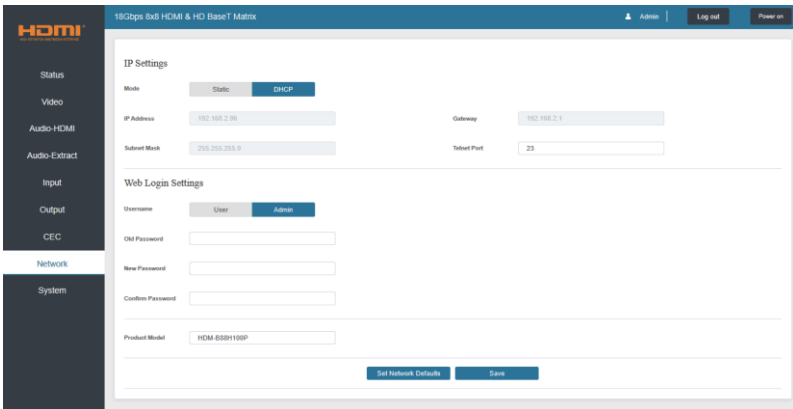 18Gbps 8x8 HDMI & HD BaseT Matrix
Admin
Log out
Power on
HDMI
Status
Video
Audio-HDMI
Audio-Extract
Input
Output
CEC
Network
System
IP Settings
Mode Static DHCP
IP Address 192.168.2.96 Gateway 192.168.2.1
Subnet Mask 255.255.255.0 Telnet Port 23
Web Login Settings
Username User Admin
Old Password
New Password
Confirm Password
Product Model HDM-B88H100P
Set Network Defaults Save